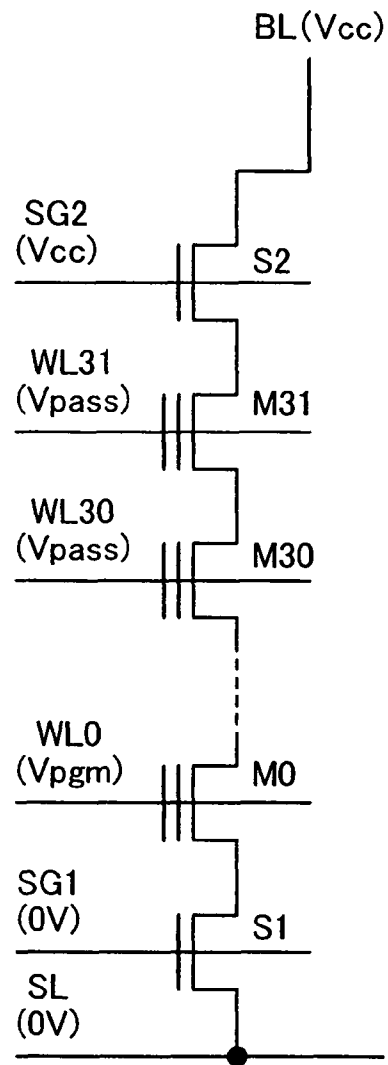 BL(Vcc)
SG2
(Vcc)
S2
WL31
(Vpass)
M31
WL30
(Vpass)
M30
WL0
(Vpgm)
M0
SG1
(0V)
S1
SL
(0V)